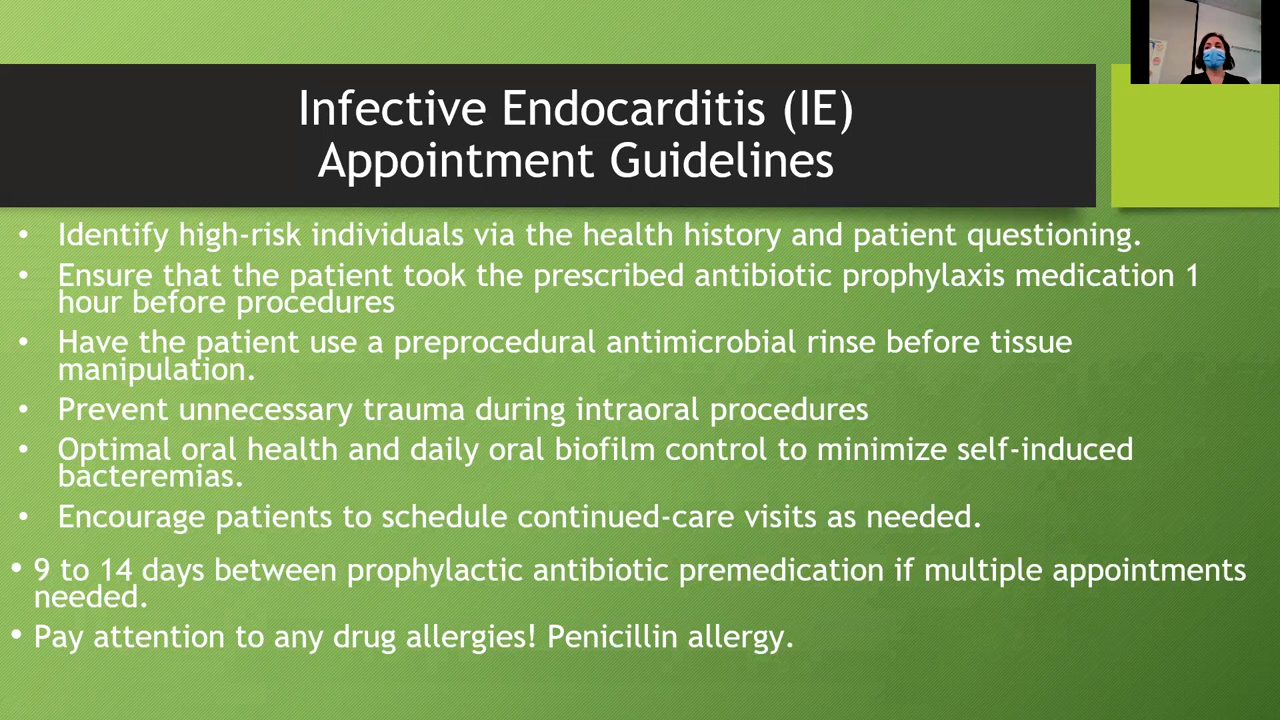 Infective Endocarditis (IE)
Appointment Guidelines
• Identify high-risk individuals via the health history and patient questioning.
• Ensure that the patient took the prescribed antibiotic prophylaxis medication 1
hour before procedures
• Have the patient use a preprocedural antimicrobial rinse before tissue
manipulation.
• Prevent unnecessary trauma during intraoral procedures
• Optimal oral health and daily oral biofilm control to minimize self-induced
bacteremias.
• Encourage patients to schedule continued-care visits as needed.
• 9 to 14 days between prophylactic antibiotic premedication if multiple appointments
needed.
• Pay attention to any drug allergies! Penicillin allergy.